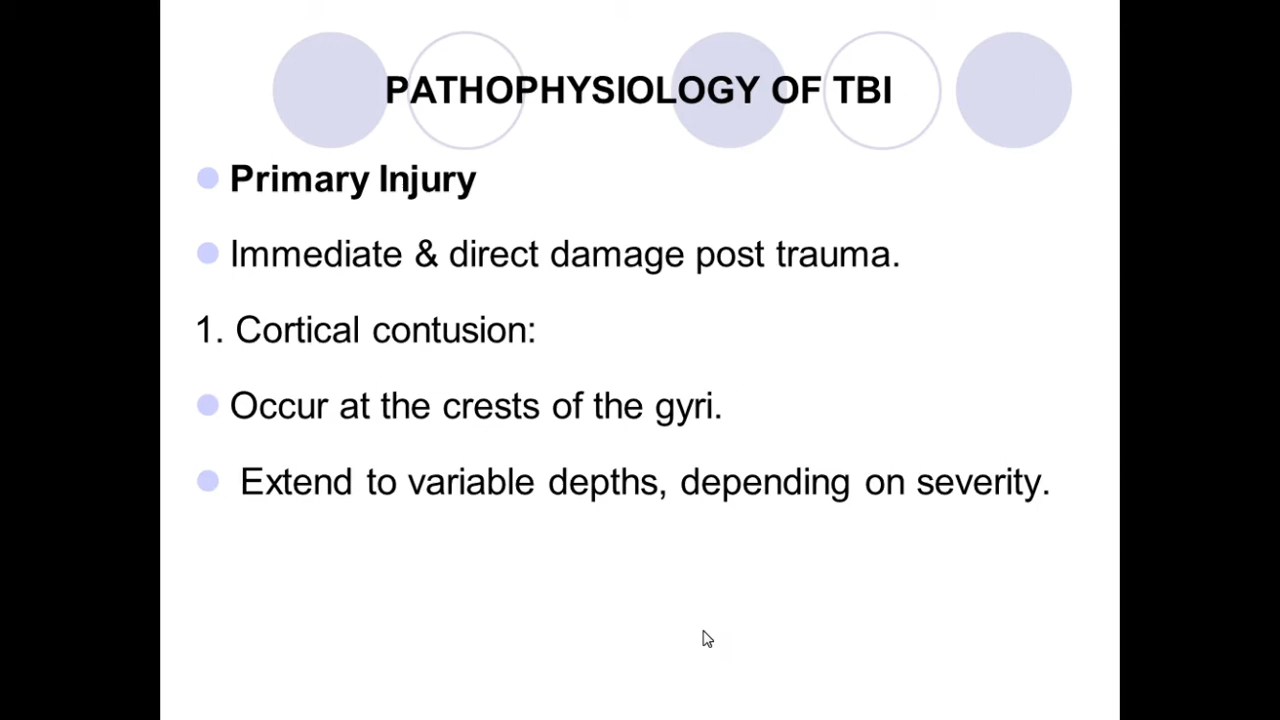 PATHOPHYSIOLOGY OF TBI
Primary Injury
Immediate & direct damage post trauma.
1. Cortical contusion:
Occur at the crests of the gyri.
Extend to variable depths, depending on severity.